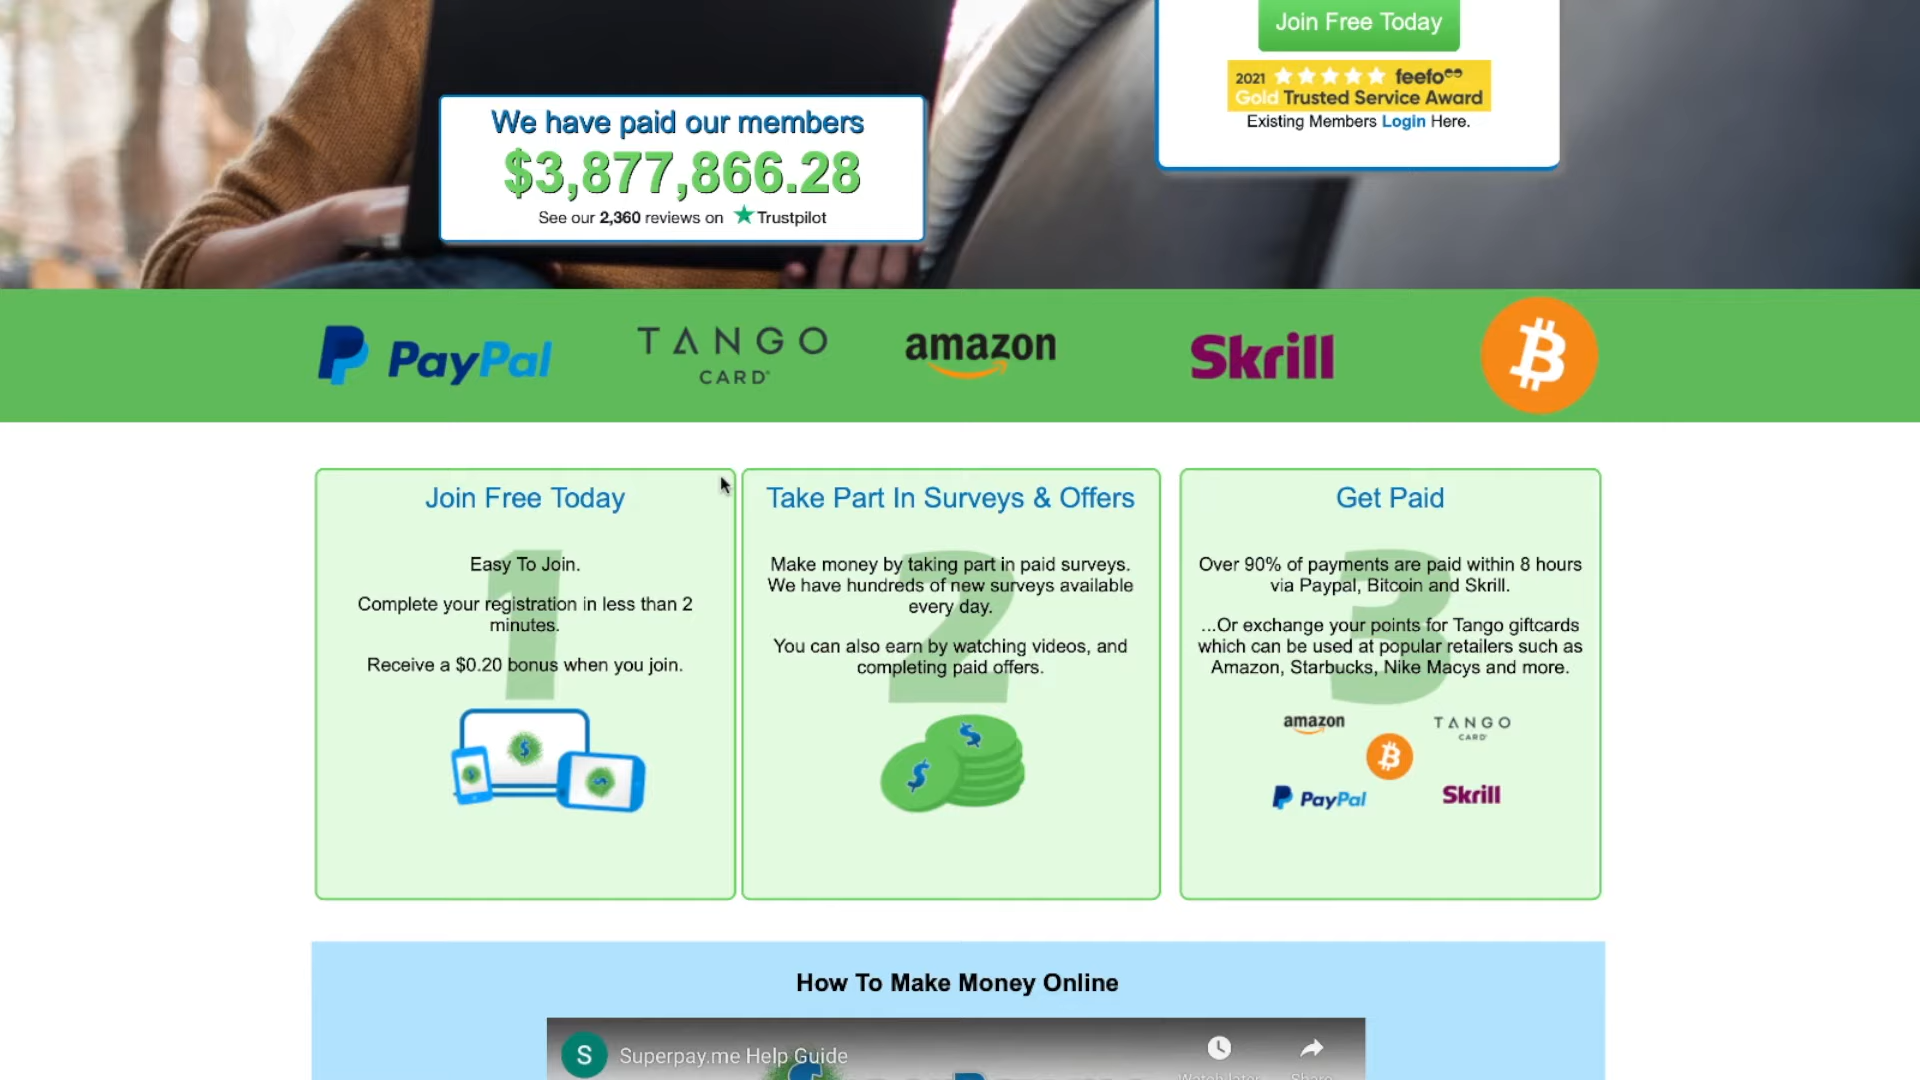 Join Free Today
2021 feefo
Gold Trusted Service Award
Existing Members Login Here.
We have paid our members
$3,877,866.28
See our 2,360 reviews on Trustpilot
PayPal
TANGO
CARD
amazon
Skrill
Join Free Today
1
Easy To Join.
Complete your registration in less than 2
minutes.
Receive a $0.20 bonus when you join.
Take Part In Surveys & Offers
2
Make money by taking part in paid surveys.
We have hundreds of new surveys available
every day.
You can also earn by watching videos, and
completing paid offers.
Get Paid
3
Over 90% of payments are paid within 8 hours
via Paypal, Bitcoin and Skrill.
...Or exchange your points for Tango giftcards
which can be used at popular retailers such as
Amazon, Starbucks, Nike Macys and more.
amazon
TANGO
CARD
PayPal
Skrill
How To Make Money Online
S
Superpay.me Help Guide
Watch later
Share